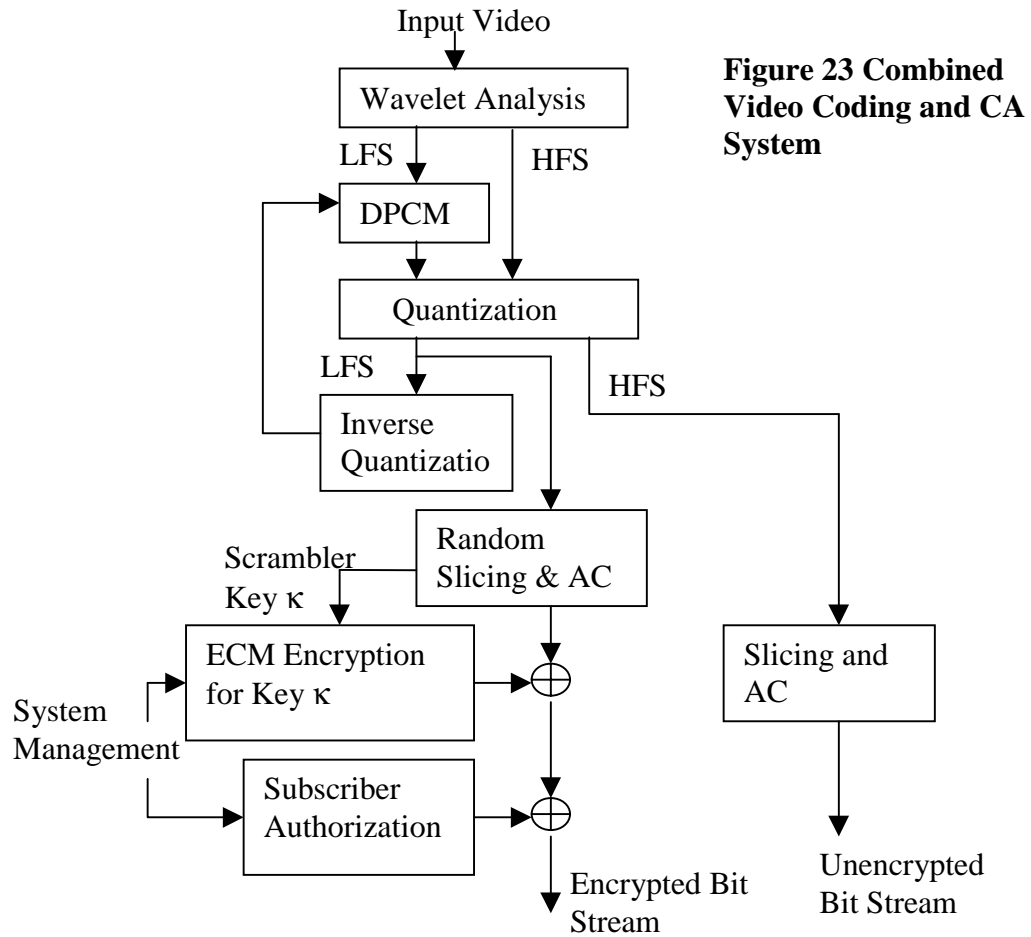 Input Video
Figure 23 Combined
Video Coding and CA
System
Wavelet Analysis
LFS
HFS
DPCM
Quantization
LFS
HFS
Inverse
Quantizatio
Random
Slicing & AC
Scrambler
Key κ
ECM Encryption
for Key κ
Slicing and
AC
System
Management
Subscriber
Authorization
Encrypted Bit
Stream
Unencrypted
Bit Stream